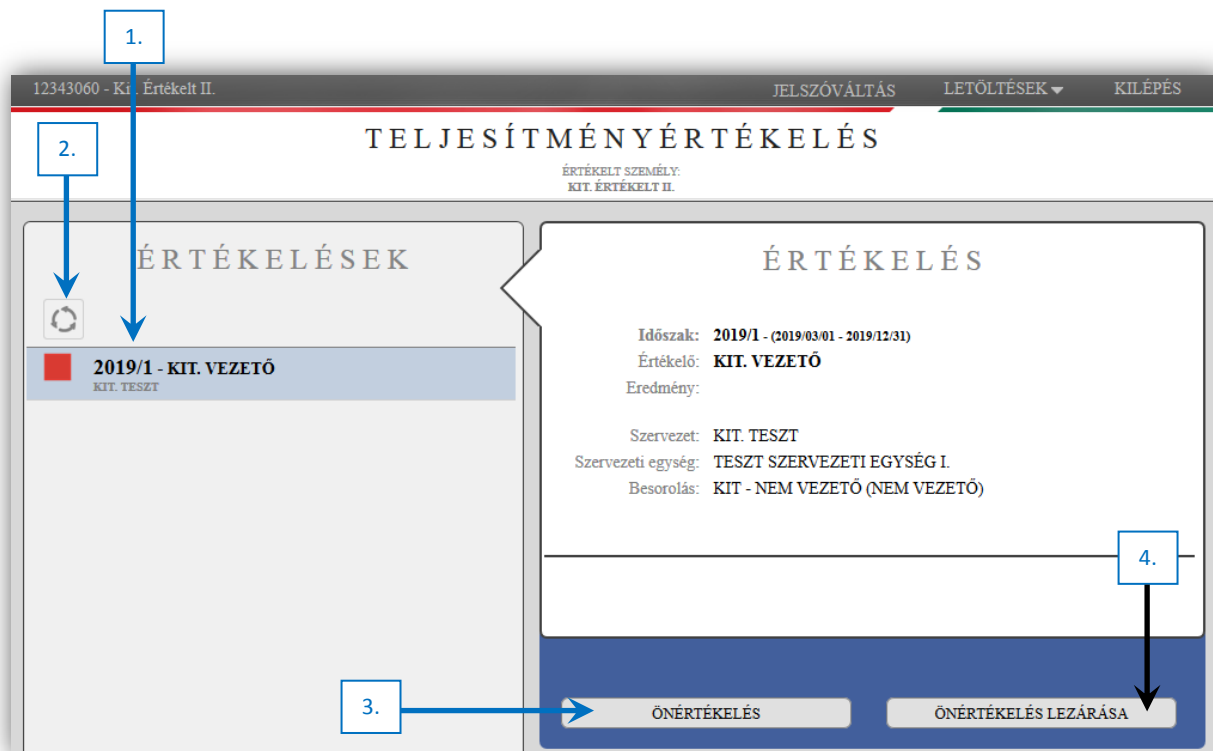 1.
12343060 - Kit. Értékelt II.
JELSZÓVÁLTÁS
LETÖLTÉSEK
KILÉPÉS
2.
TELJESÍTMÉNYÉRTÉKELÉS
ÉRTÉKELT SZEMÉLY:
KIT. ÉRTÉKELT II.
ÉRTÉKELÉSEK
2019/1 - KIT. VEZETŐ
KIT. TESZT
ÉRTÉKELÉS
Időszak: 2019/1 - (2019/03/01 - 2019/12/31)
Értékelő: KIT. VEZETŐ
Eredmény:
Szervezet: KIT. TESZT
Szervezeti egység: TESZT SZERVEZETI EGYSÉG I.
Besorolás: KIT - NEM VEZETŐ (NEM VEZETŐ)
4.
3.
ÖNÉRTÉKELÉS
ÖNÉRTÉKELÉS LEZÁRÁSA